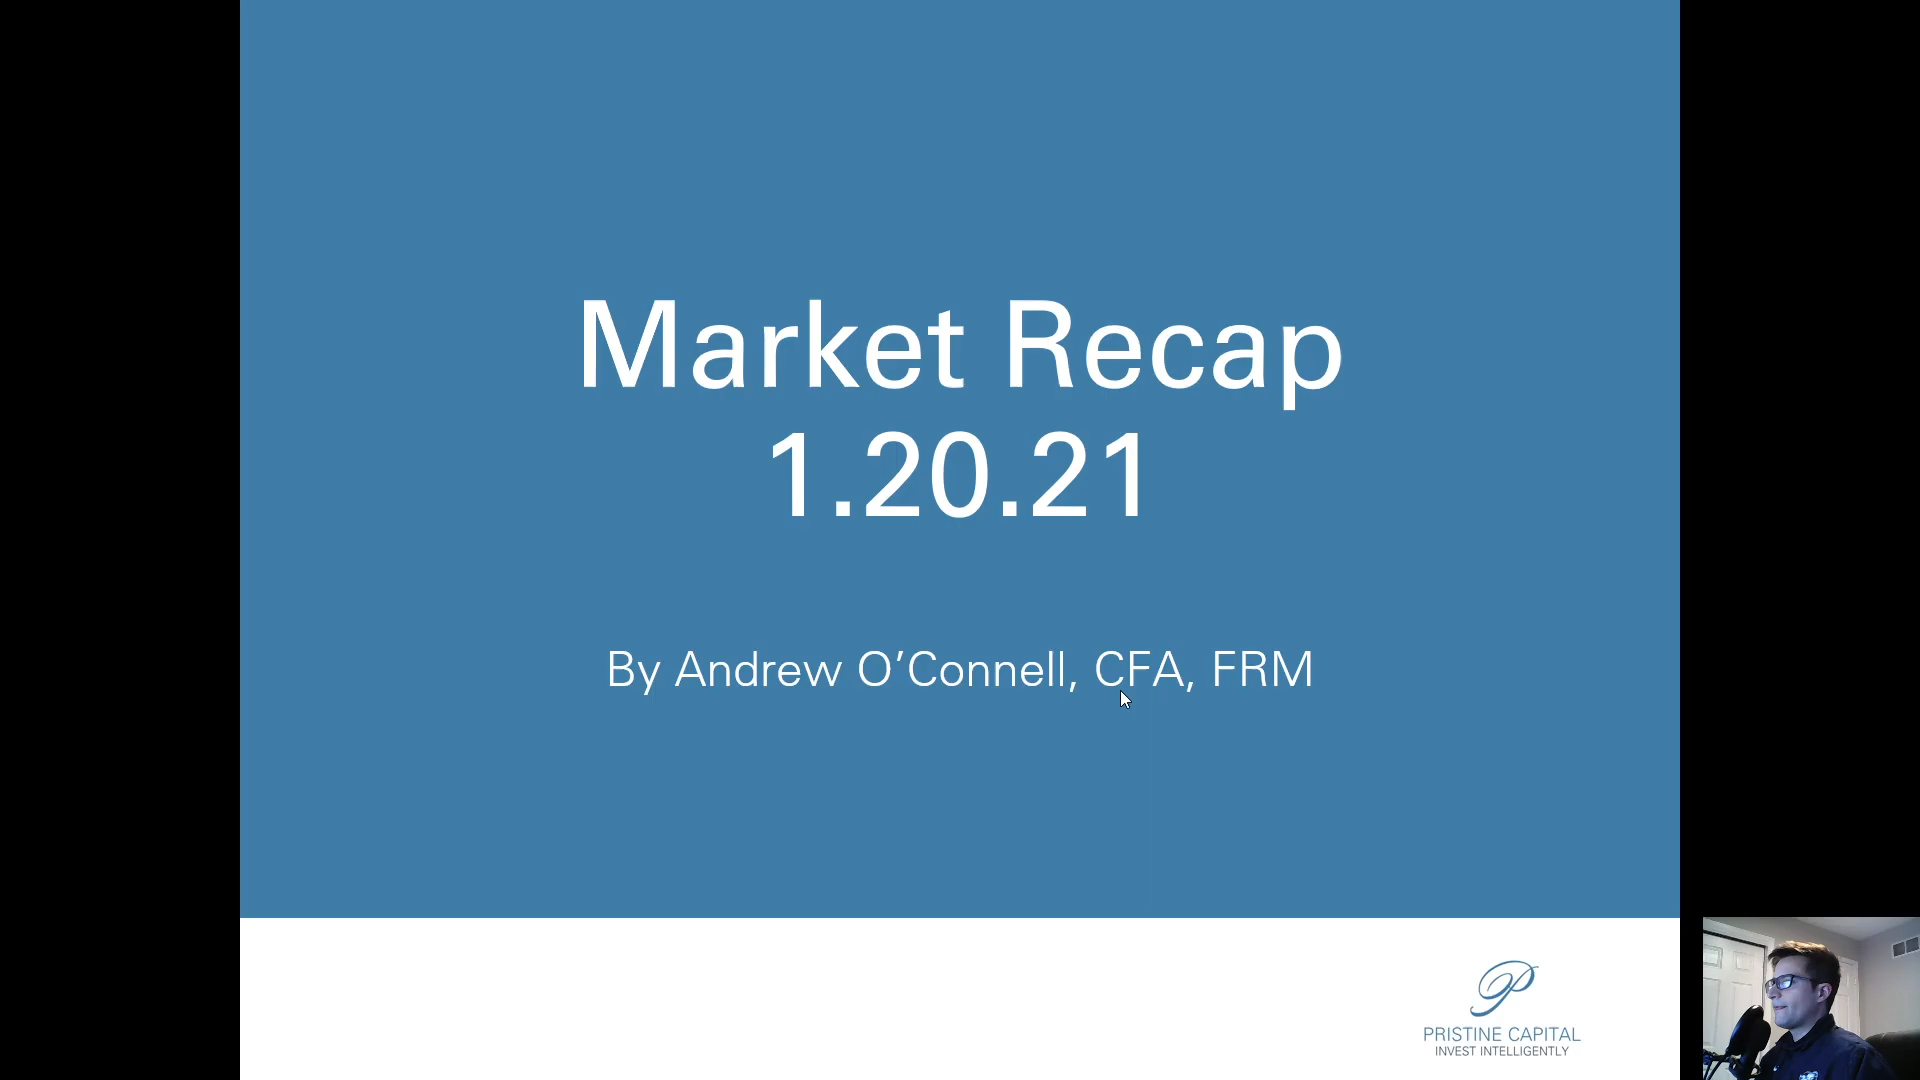 Market Recap
1.20.21
By Andrew O’Connell, CFA, FRM
PRISTINE CAPITAL
INVEST INTELLIGENTLY